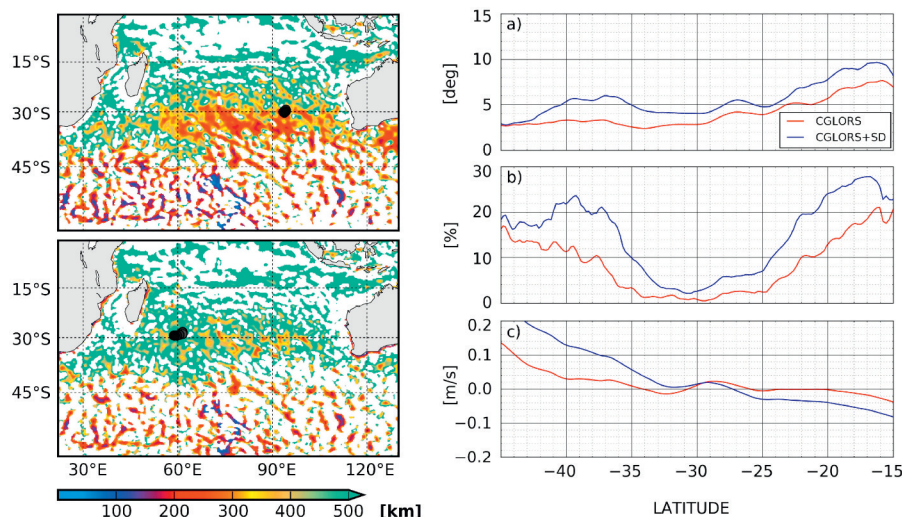 15°S
30°S
45°S
15°S
30°S
45°S
30°E
60°E
90°E
120°E
100
200
300
400
500
[km]
a)
15
10
5
0
[deg]
CGLORS
CGLORS+SD
b)
30
20
10
0
[%]
c)
0.2
0.1
0.0
−0.1
−0.2
[m/s]
−40
−35
−30
−25
−20
−15
LATITUDE